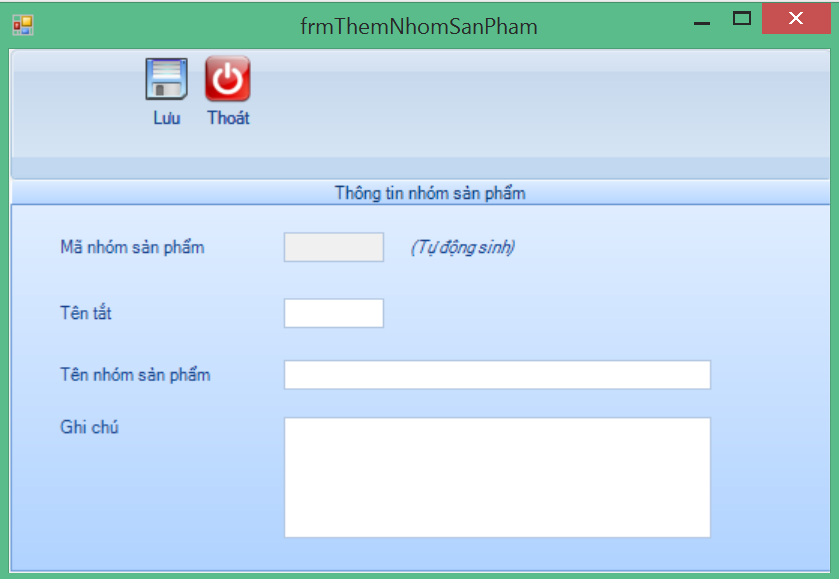 frmThemNhomSanPham
Lưu Thoát
Thông tin nhóm sản phẩm
Mã nhóm sản phẩm (Tự động sinh)
Tên tắt
Tên nhóm sản phẩm
Ghi chú